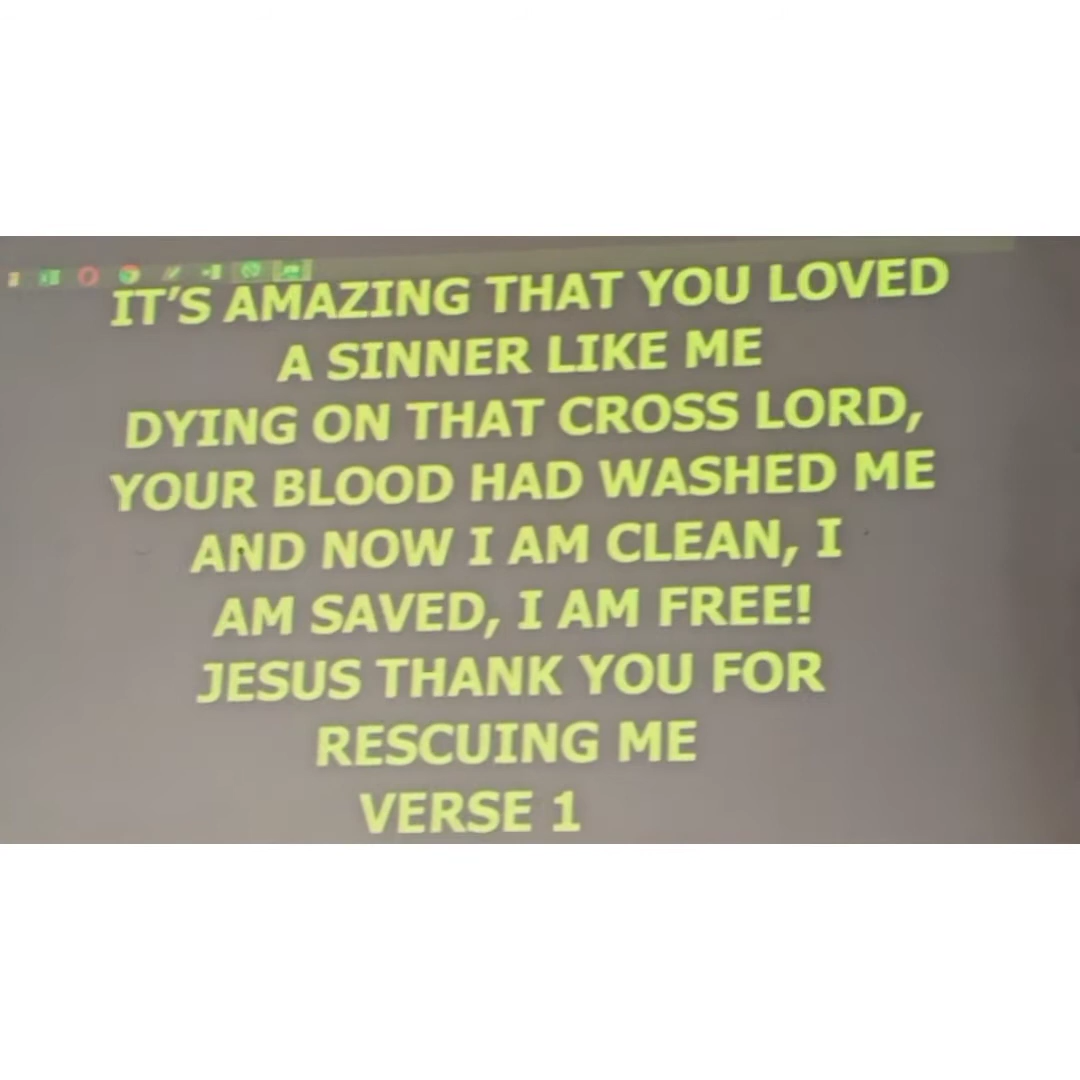 IT’S AMAZING THAT YOU LOVED
A SINNER LIKE ME
DYING ON THAT CROSS LORD,
YOUR BLOOD HAD WASHED ME
AND NOW I AM CLEAN, I
AM SAVED, I AM FREE!
JESUS THANK YOU FOR
RESCUING ME
VERSE 1